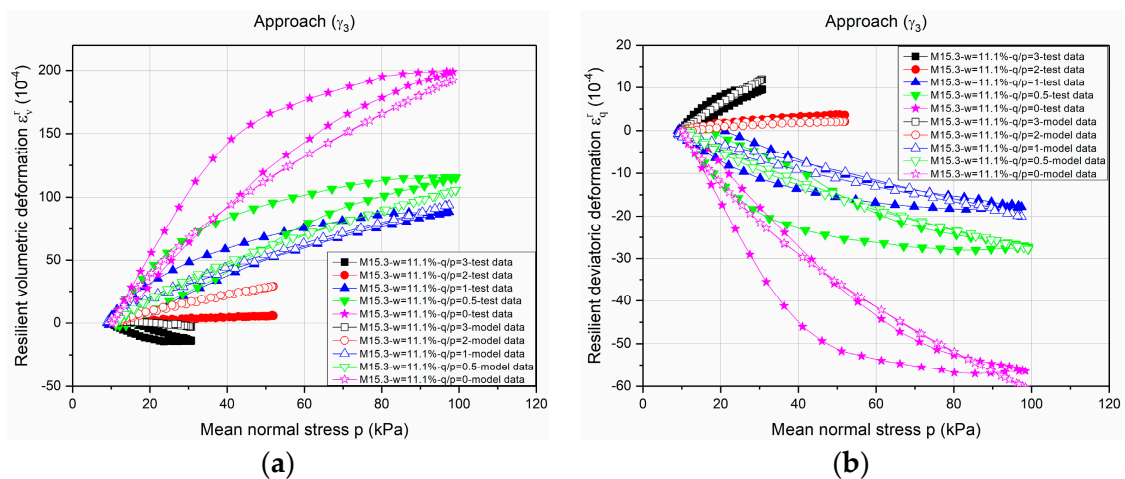 Approach (γ3)
Resilient volumetric deformation εrv (10-4)
200
150
100
50
0
-50
M15.3-w=11.1%-q/p=3-test data
M15.3-w=11.1%-q/p=2-test data
M15.3-w=11.1%-q/p=1-test data
M15.3-w=11.1%-q/p=0.5-test data
M15.3-w=11.1%-q/p=0-test data
M15.3-w=11.1%-q/p=3-model data
M15.3-w=11.1%-q/p=2-model data
M15.3-w=11.1%-q/p=1-model data
M15.3-w=11.1%-q/p=0.5-model data
M15.3-w=11.1%-q/p=0-model data
0 20 40 60 80 100 120
Mean normal stress p (kPa)
(a)
Approach (γ3)
Resilient deviatoric deformation εrq (10-4)
20
10
0
-10
-20
-30
-40
-50
-60
M15.3-w=11.1%-q/p=3-test data
M15.3-w=11.1%-q/p=2-test data
M15.3-w=11.1%-q/p=1-test data
M15.3-w=11.1%-q/p=0.5-test data
M15.3-w=11.1%-q/p=0-test data
M15.3-w=11.1%-q/p=3-model data
M15.3-w=11.1%-q/p=2-model data
M15.3-w=11.1%-q/p=1-model data
M15.3-w=11.1%-q/p=0.5-model data
M15.3-w=11.1%-q/p=0-model data
0 20 40 60 80 100 120
Mean normal stress p (kPa)
(b)